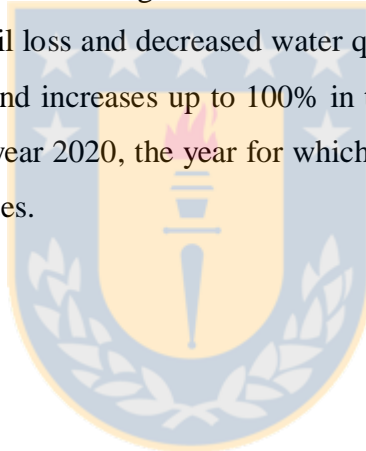 il loss and decreased water q
nd increases up to 100% in t
year 2020, the year for which
es.